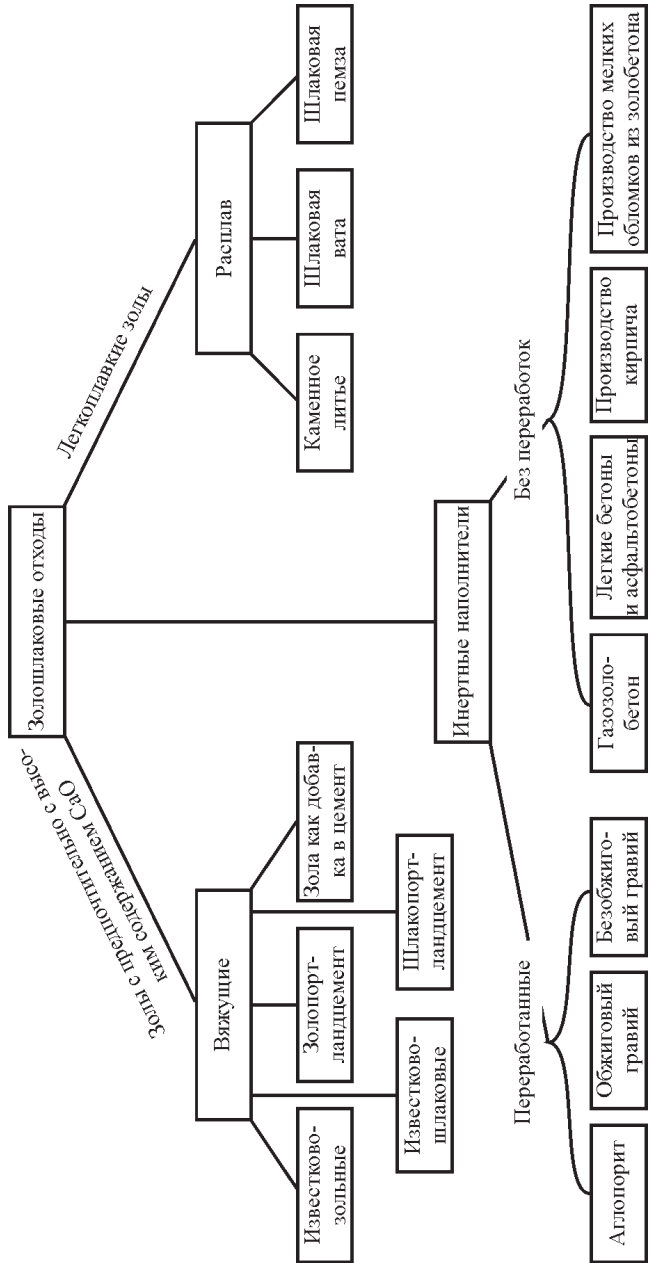 Золошлаковые отходы
Золы с предпочтительно с высо-
ким содержанием CaO
Легкоплавкие золы
Вяжущие
Расплав
Известково-
зольные
Золопорт-
ландцемент
Зола как добав-
ка в цемент
Каменное
литье
Шлаковая
вата
Шлаковая
пемза
Известково-
шлаковые
Шлакопорт-
ландцемент
Инертные наполнители
Переработанные
Без переработок
Аглопорит
Обжиговый
гравий
Безобжиго-
вый гравий
Газозоло-
бетон
Легкие бетоны
и асфальтобетоны
Производство
кирпича
Производство мелких
обломков из золобетона